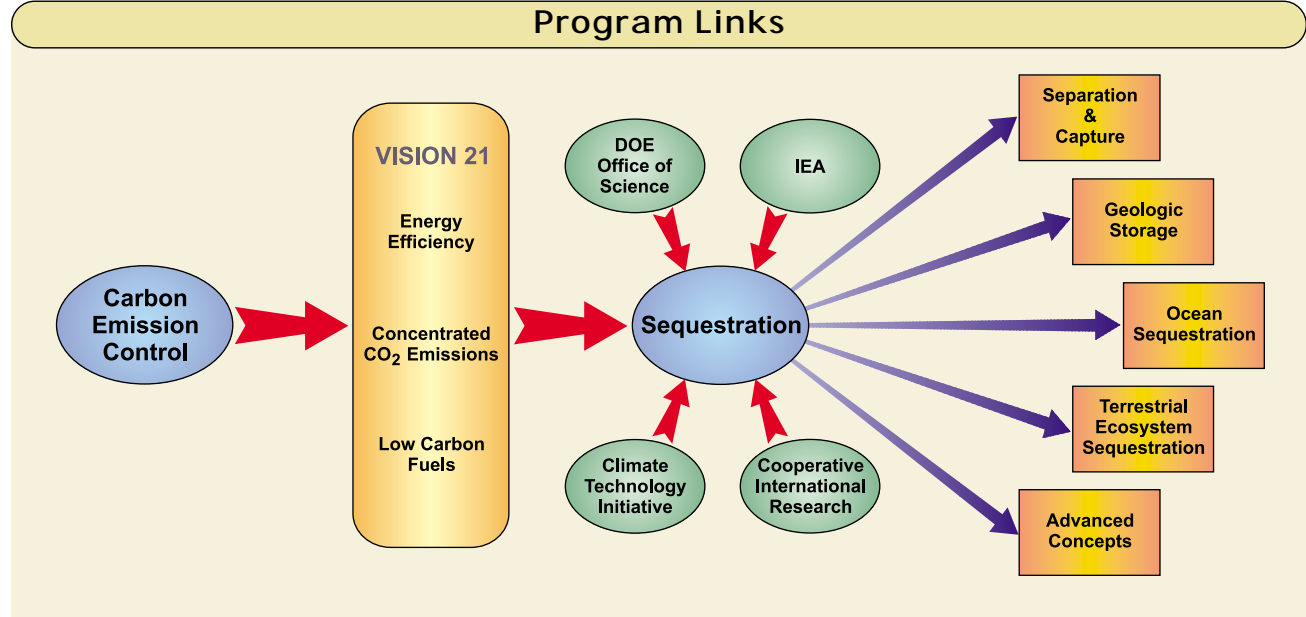 Program Links
Carbon
Emission
Control
VISION 21
Energy
Efficiency
Concentrated
CO₂ Emissions
Low Carbon
Fuels
DOE
Office of
Science
IEA
Sequestration
Climate
Technology
Initiative
Cooperative
International
Research
Separation
&
Capture
Geologic
Storage
Ocean
Sequestration
Terrestrial
Ecosystem
Sequestration
Advanced
Concepts